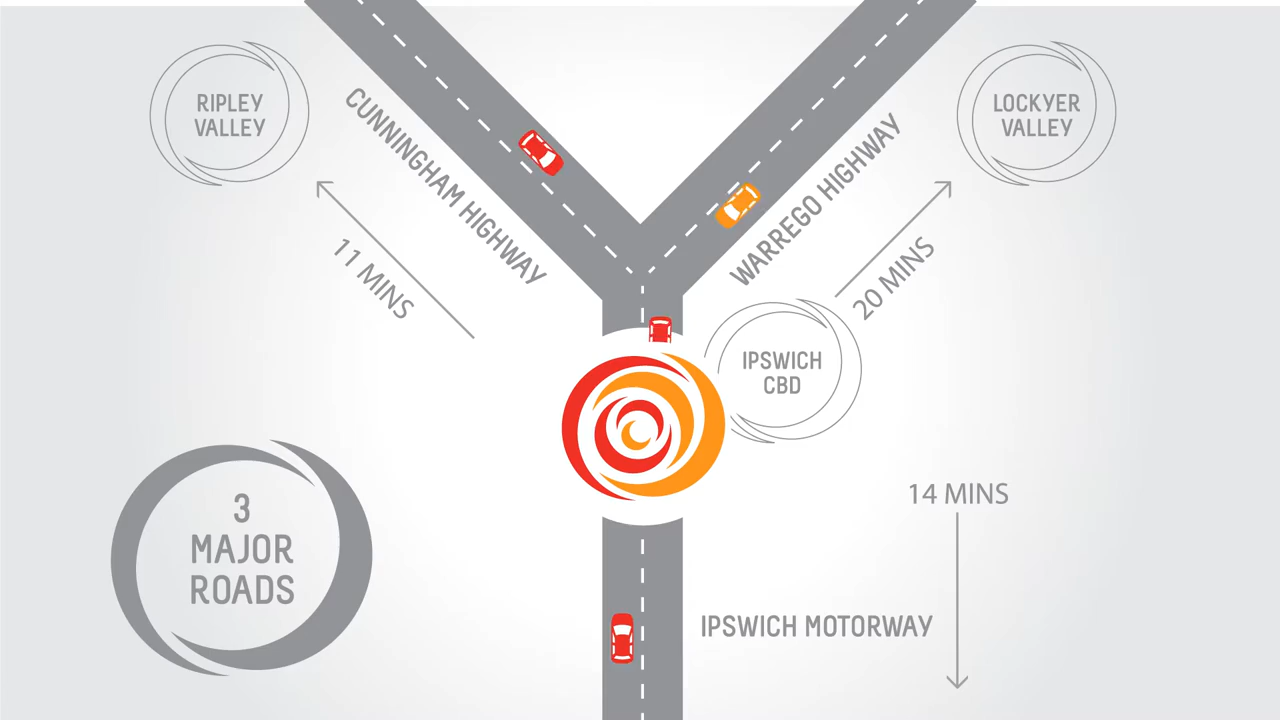 RIPLEY
VALLEY
LOCKYER
VALLEY
CUNNINGHAM HIGHWAY
WARREGO HIGHWAY
11 MINS
20 MINS
IPSWICH
CBD
3
MAJOR
ROADS
14 MINS
IPSWICH MOTORWAY